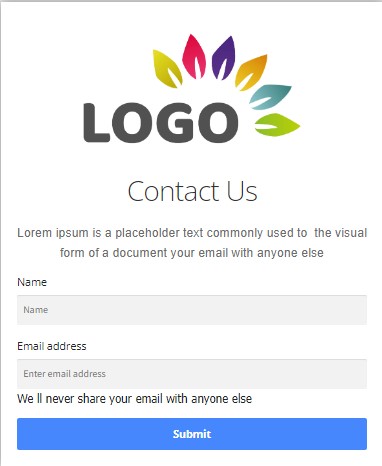 LOGO
Contact Us
Lorem ipsum is a placeholder text commonly used to the visual
form of a document your email with anyone else
Name
Name
Email address
Enter email address
We ll never share your email with anyone else
Submit